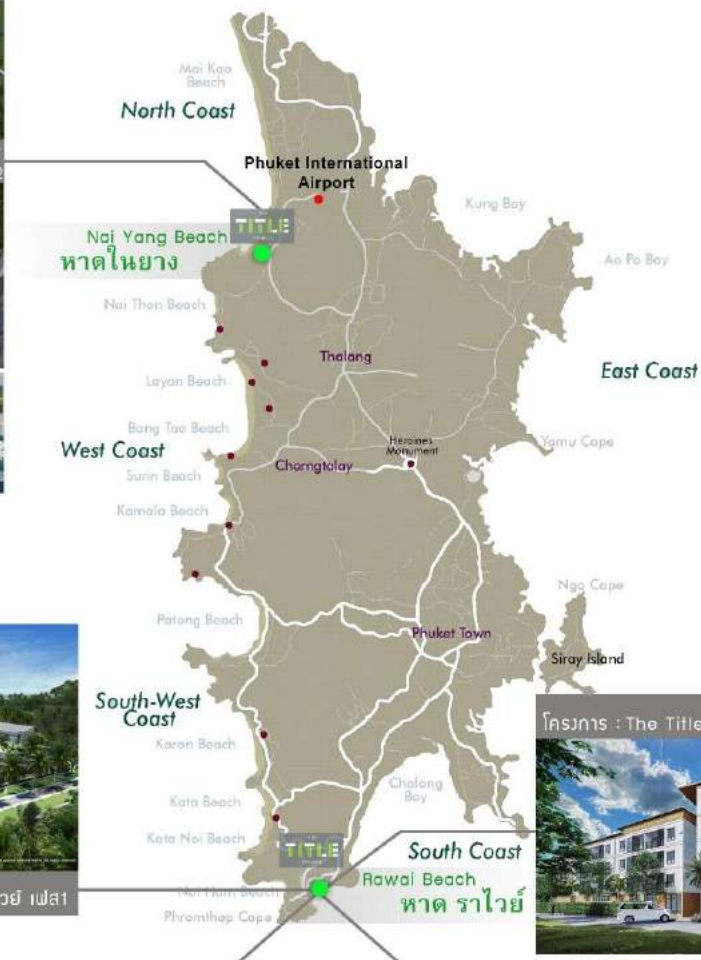 Mai Kao
Beach
North Coast
Phuket International
Airport
Kung Bay
TITLE
Nai Yang Beach
หาดในยาง
Ao Po Bay
Nai Thon Beach
Thalang
East Coast
Layan Beach
Bang Tao Beach
Heroines
Monument
Yamu Cape
West Coast
Cherngtalay
Surin Beach
Kamala Beach
Ngo Cape
Patong Beach
Phuket Town
Siray Island
South-West
Coast
โครงการ : The Title
Karon Beach
Chalong
Bay
Kata Beach
Kata Noi Beach
TITLE
South Coast
Rawai Beach
หาด ราไวย์
Nai Harn Beach
วย์ เฟส1
Phromthep Cape